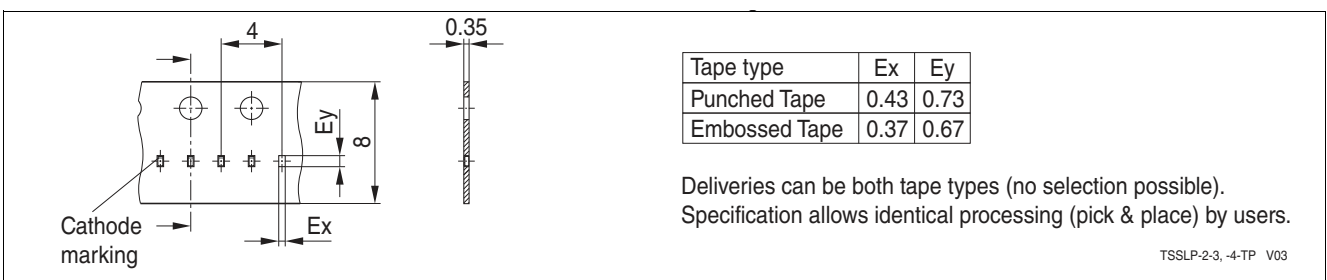 4
0.35
Ey
8
Ex
Cathode
marking
Tape type Ex Ey
Punched Tape 0.43 0.73
Embossed Tape 0.37 0.67
Deliveries can be both tape types (no selection possible).
Specification allows identical processing (pick & place) by users.
TSSLP-2-3, -4-TP V03